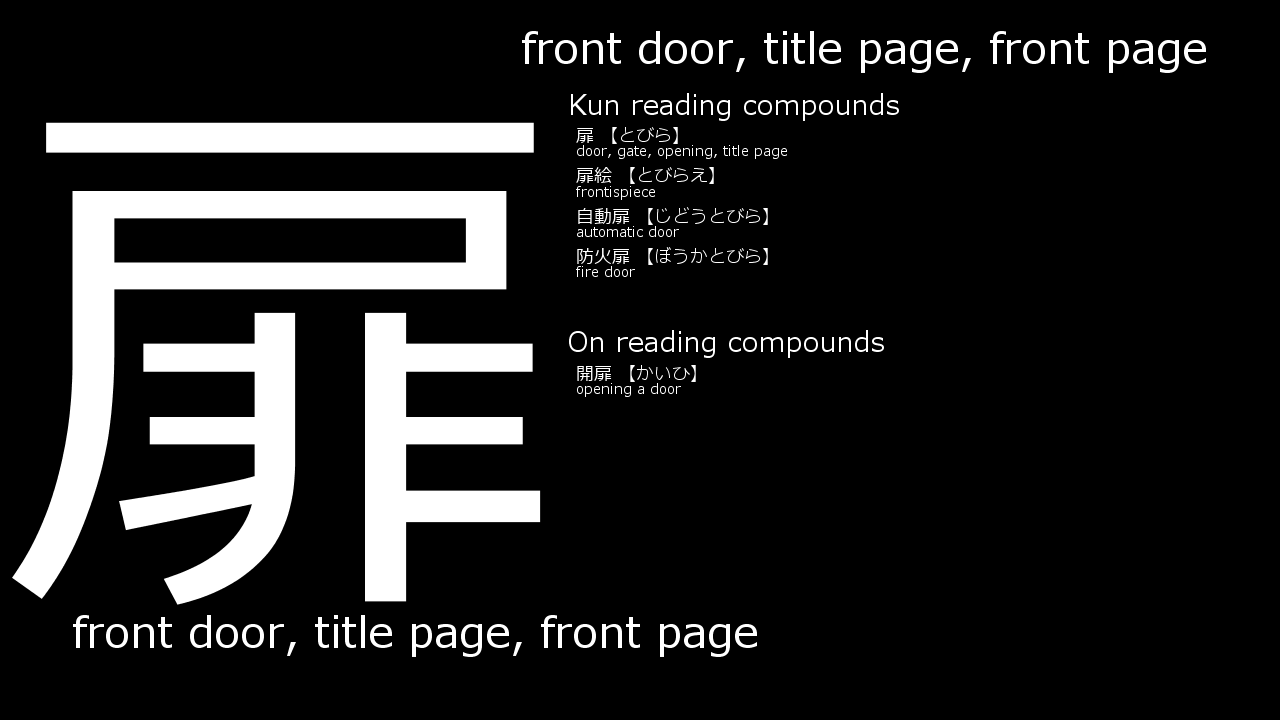 front door, title page, front page
扉
Kun reading compounds
扉 【とびら】
door, gate, opening, title page
扉絵 【とびらえ】
frontispiece
自動扉 【じどうとびら】
automatic door
防火扉 【ぼうかとびら】
fire door
On reading compounds
開扉 【かいひ】
opening a door
front door, title page, front page